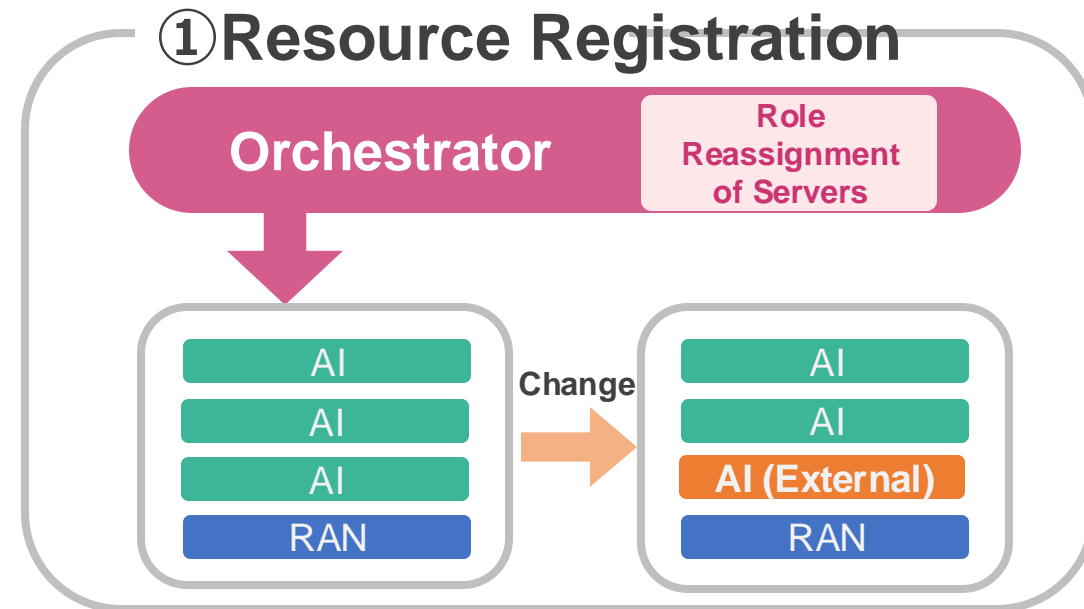 ①Resource Registration
Orchestrator
Role
Reassignment
of Servers
AI
AI
AI
RAN
Change
AI
AI
AI (External)
RAN